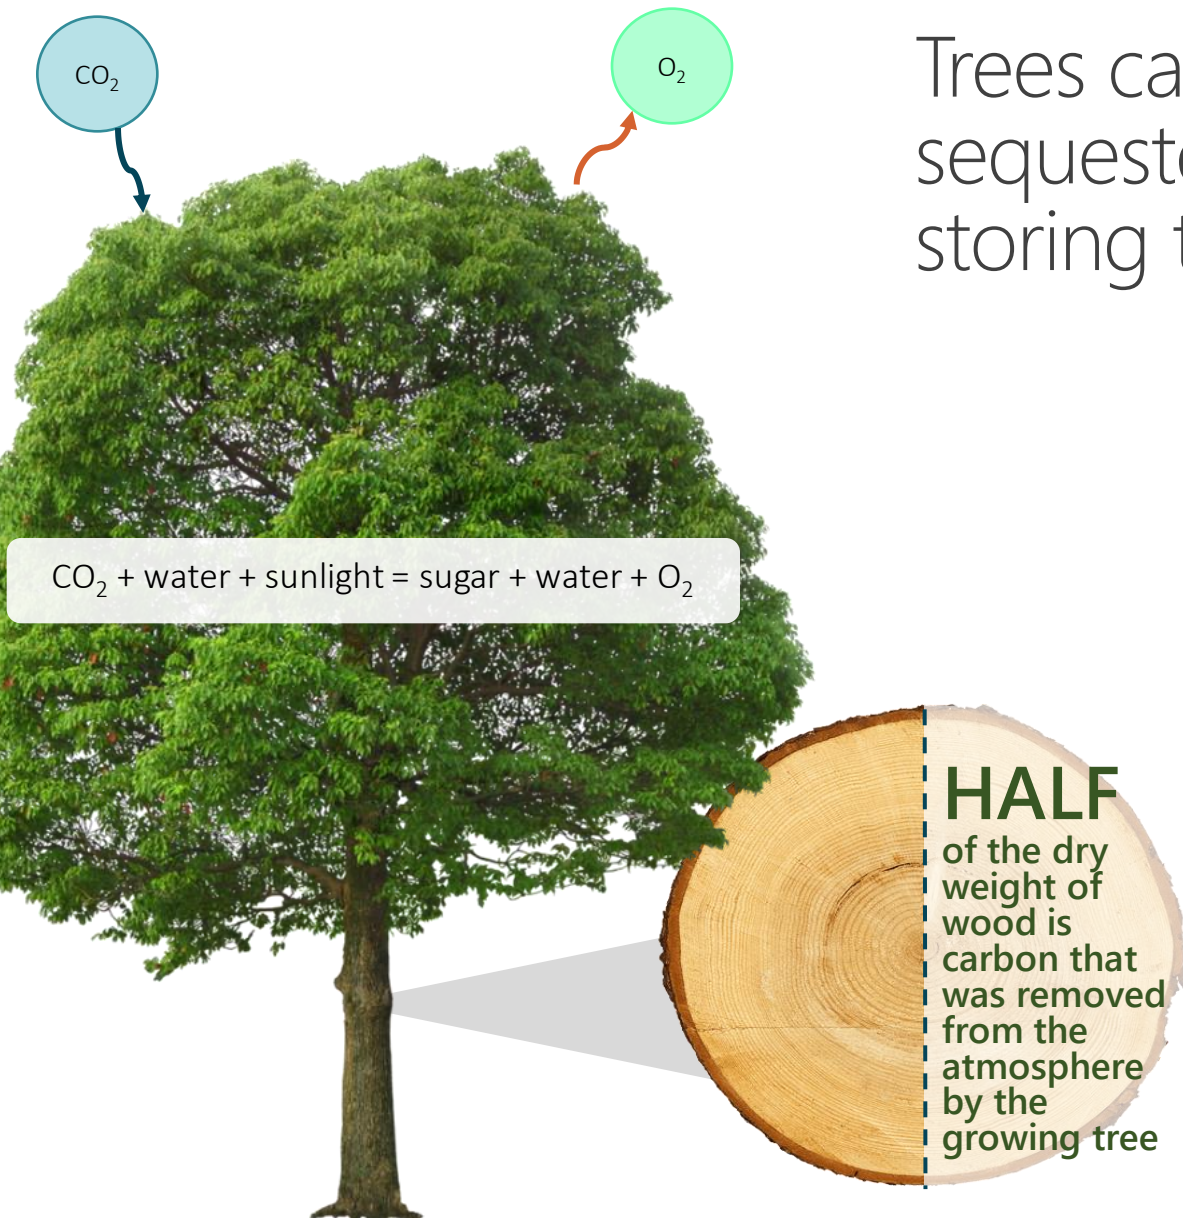 CO₂
O₂
Trees ca
sequest
storing
CO₂ + water + sunlight = sugar + water + O₂
HALF
of the dry
weight of
wood is
carbon that
was removed
from the
atmosphere
by the
growing tree